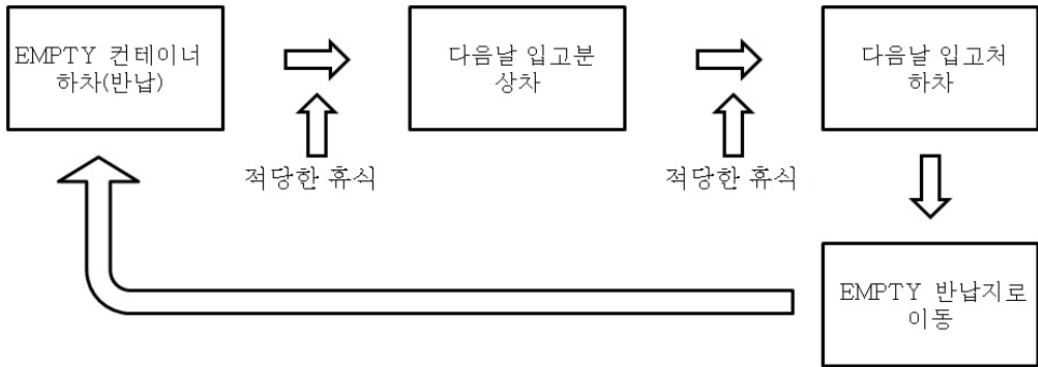 EMPTY 컨테이너
하차(반납)
다음날 입고분
상차
다음날 입고처
하차
적당한 휴식
적당한 휴식
EMPTY 반납지로
이동